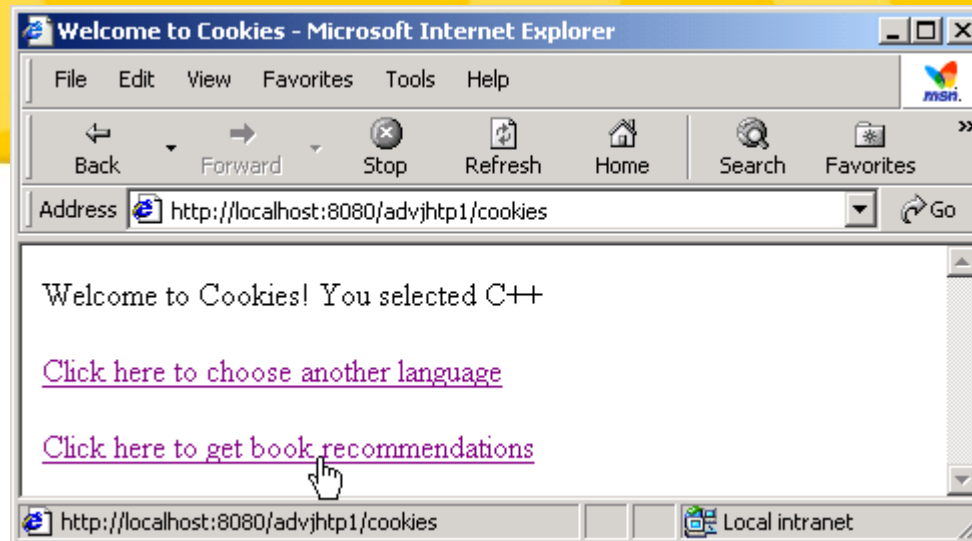 Welcome to Cookies - Microsoft Internet Explorer
File Edit View Favorites Tools Help
msn.
Back Forward Stop Refresh Home Search Favorites »
Address http://localhost:8080/advjhtp1/cookies Go
Welcome to Cookies! You selected C++
Click here to choose another language
Click here to get book recommendations
http://localhost:8080/advjhtp1/cookies Local intranet